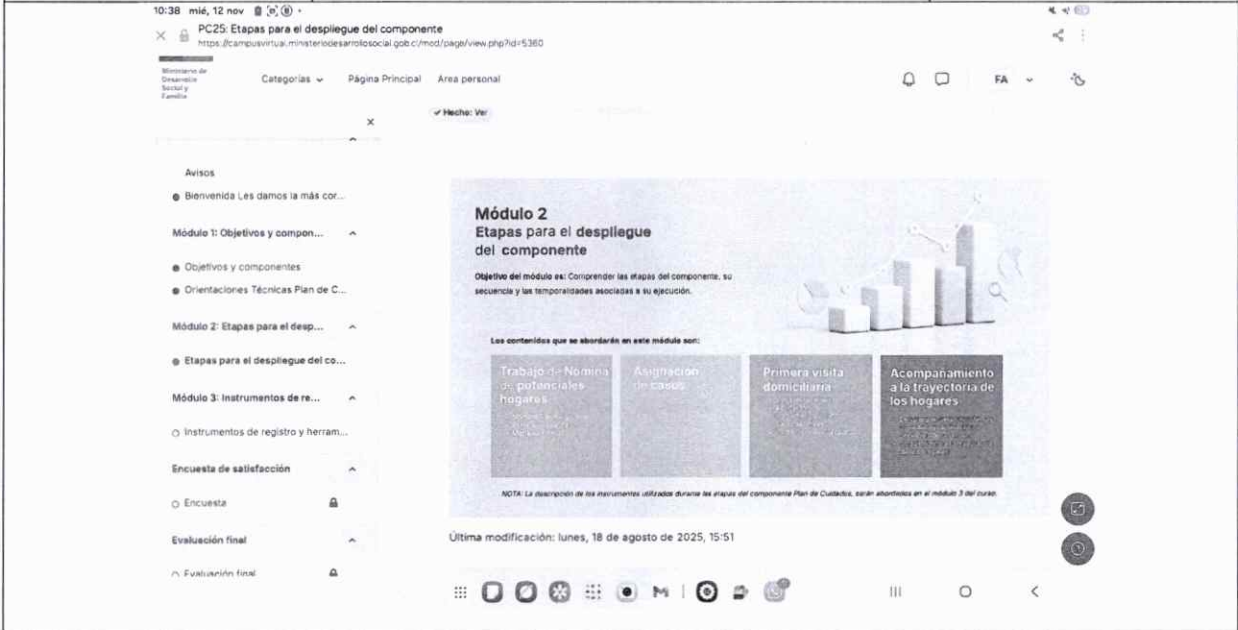 10:38 mié, 12 nov
PC25: Etapas para el despliegue del componente
https://campusvirtual.ministeriodesarrollosocial.gob.cl/mod/page/view.php?id=5360
Ministerio de
Desarrollo
Social y
Familia
Categorías
Página Principal
Area personal
FA
✓ Hecho: Ver
Avisos
Bienvenida Les damos la más cor...
Módulo 1: Objetivos y compon...
Objetivos y componentes
Orientaciones Técnicas Plan de C...
Módulo 2: Etapas para el desp...
Etapas para el despliegue del co...
Módulo 3: Instrumentos de re...
Instrumentos de registro y herram...
Encuesta de satisfacción
Encuesta
Evaluación final
Evaluación final
Módulo 2
Etapas para el despliegue
del componente
Objetivo del módulo es: Comprender las etapas del componente, su
secuencia y las temporalidades asociadas a su ejecución.
Los contenidos que se abordarán en este módulo son:
Trabajo de Nómina
de potenciales
hogares
Asignación
de casos
Primera visita
domiciliaria
Acompañamiento
a la trayectoria de
los hogares
NOTA: La descripción de los instrumentos utilizados durante las etapas del componente Plan de Cuidados, serán abordados en el módulo 3 del curso.
Última modificación: lunes, 18 de agosto de 2025, 15:51